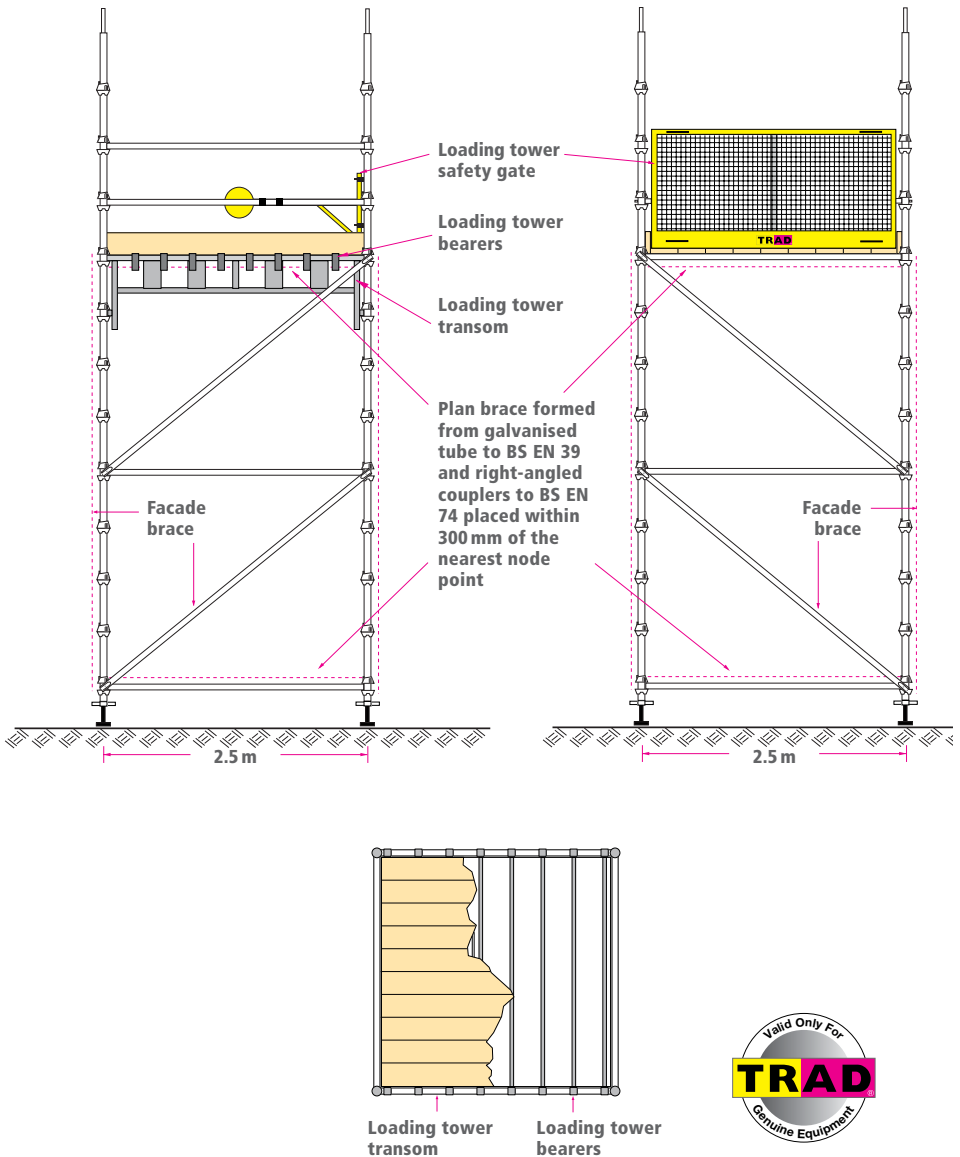 Loading tower
safety gate
TRAD
Loading tower
bearers
Loading tower
transom
Plan brace formed
from galvanised
tube to BS EN 39
and right-angled
couplers to BS EN
74 placed within
300 mm of the
nearest node
point
Facade
brace
Facade
brace
2.5 m
2.5 m
Loading tower
transom
Loading tower
bearers
Valid Only For
TRAD®
Genuine Equipment